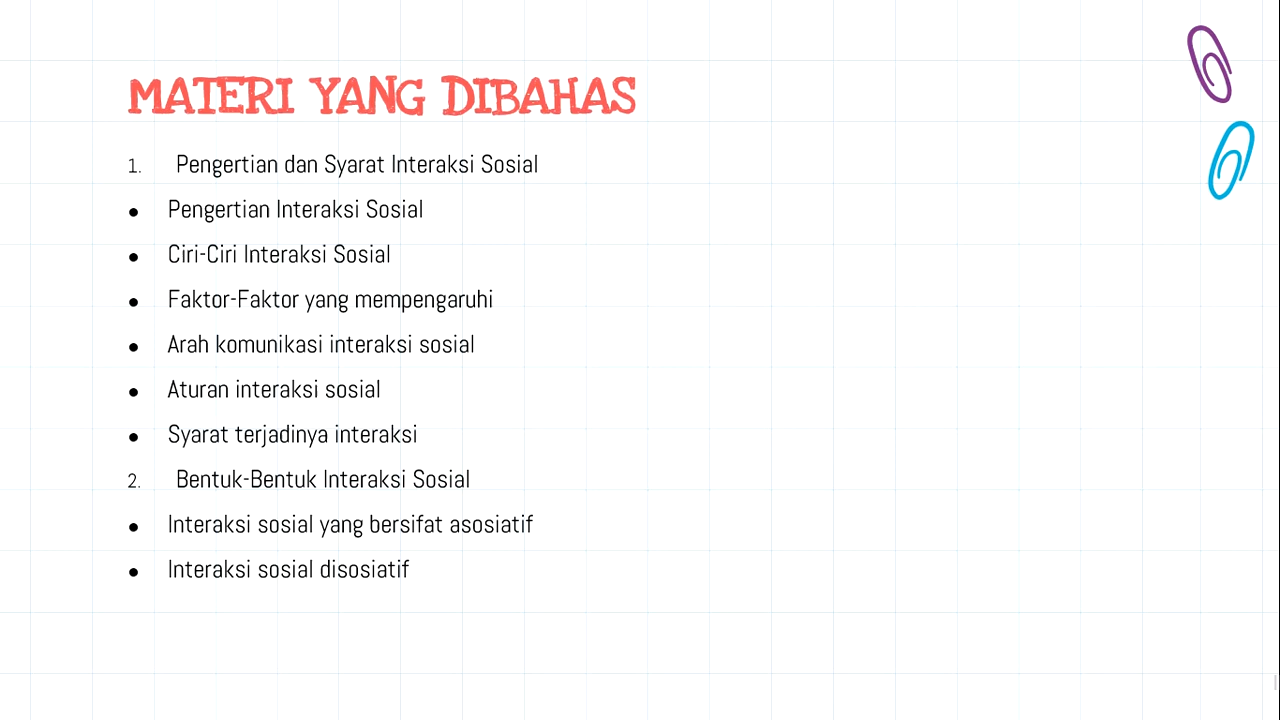 MATERI YANG DIBAHAS
1. Pengertian dan Syarat Interaksi Sosial
● Pengertian Interaksi Sosial
● Ciri-Ciri Interaksi Sosial
● Faktor-Faktor yang mempengaruhi
● Arah komunikasi interaksi sosial
● Aturan interaksi sosial
● Syarat terjadinya interaksi
2. Bentuk-Bentuk Interaksi Sosial
● Interaksi sosial yang bersifat asosiatif
● Interaksi sosial disosiatif